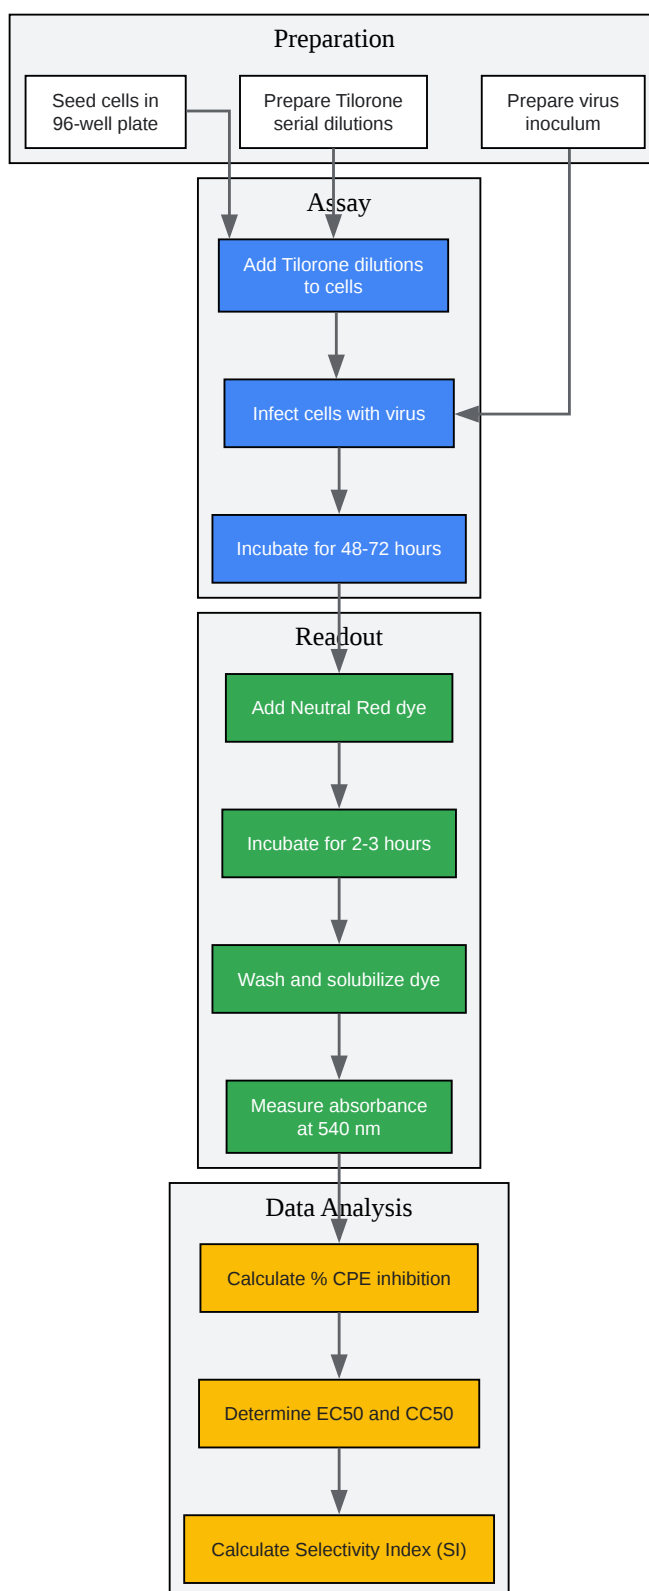 Preparation
Seed cells in
96-well plate
Prepare Tilorone
serial dilutions
Prepare virus
inoculum
Assay
Add Tilorone dilutions
to cells
Infect cells with virus
Incubate for 48-72 hours
Readout
Add Neutral Red dye
Incubate for 2-3 hours
Wash and solubilize dye
Measure absorbance
at 540 nm
Data Analysis
Calculate % CPE inhibition
Determine EC50 and CC50
Calculate Selectivity Index (SI)